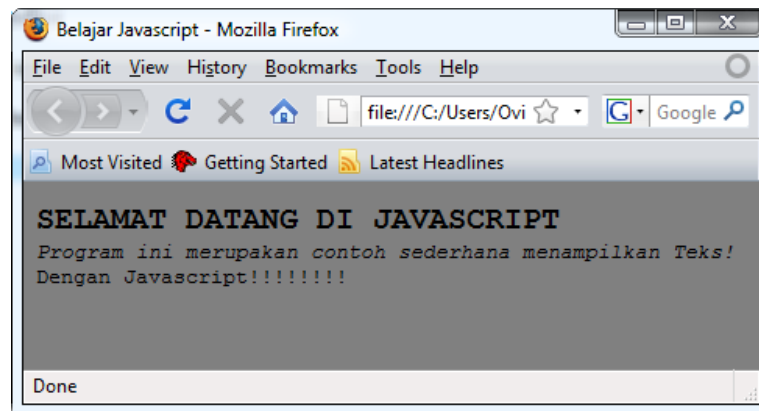 Belajar Javascript - Mozilla Firefox
File Edit View History Bookmarks Tools Help
file:///C:/Users/Ovi G Google
Most Visited Getting Started Latest Headlines
SELAMAT DATANG DI JAVASCRIPT
Program ini merupakan contoh sederhana menampilkan Teks!
Dengan Javascript!!!!!!!!
Done